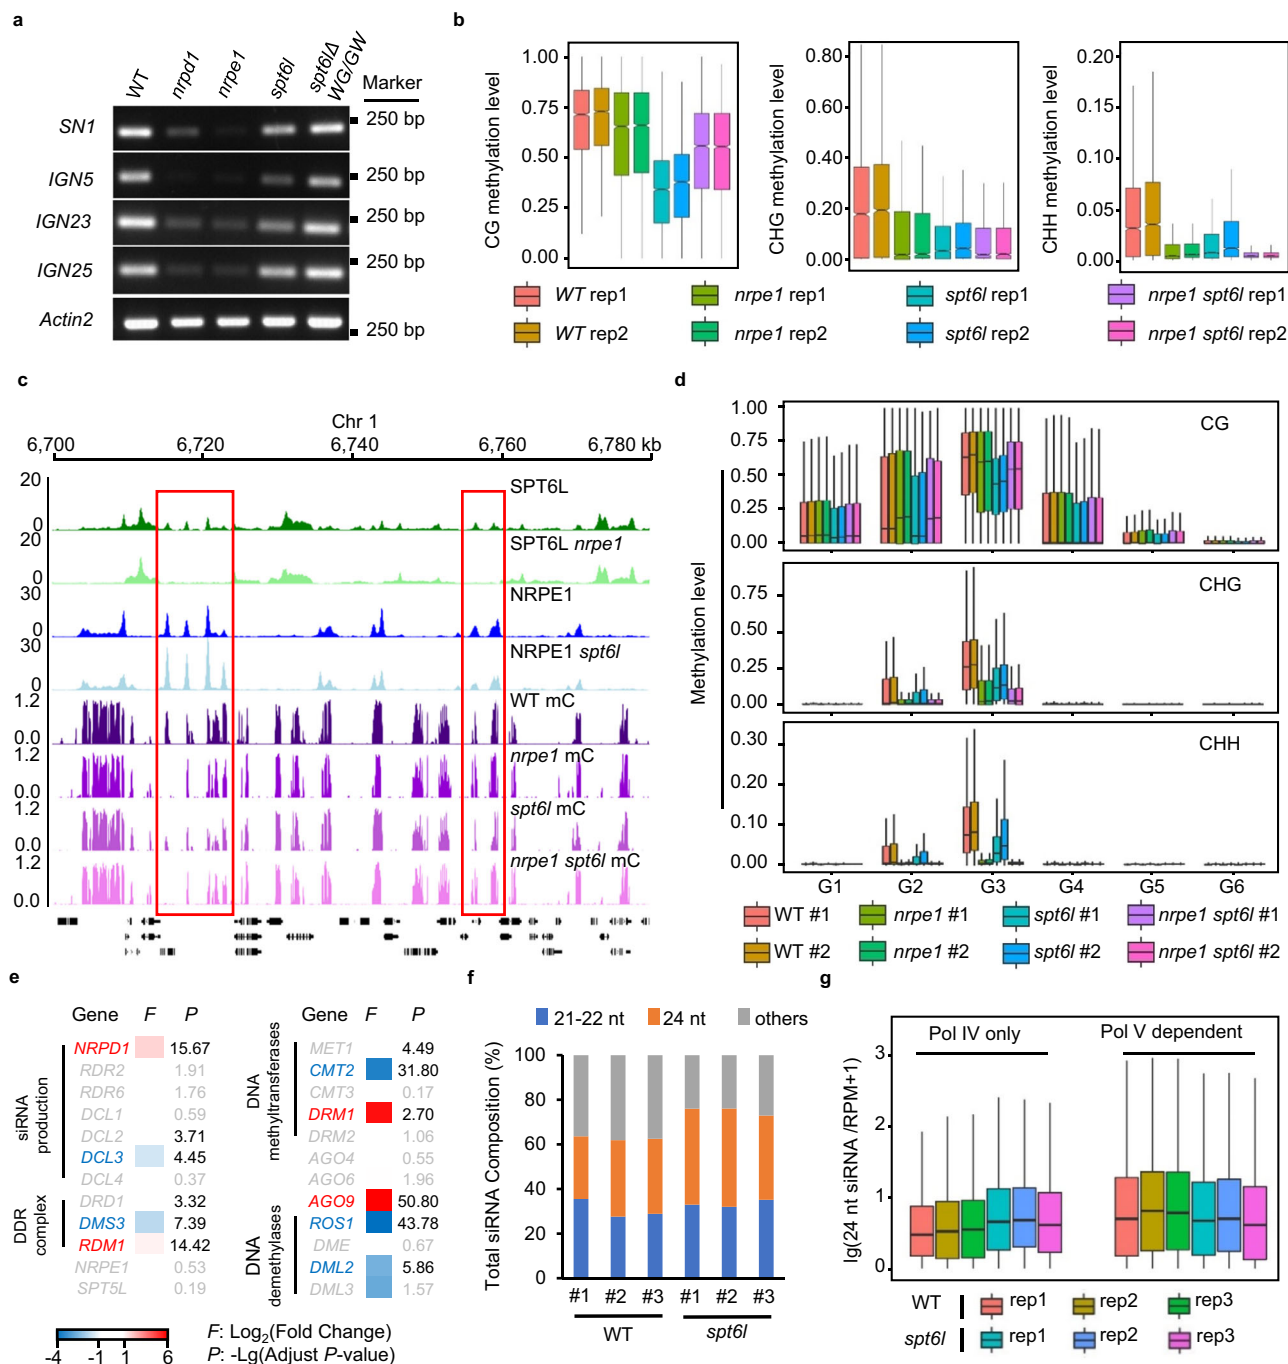 a
WT
nrpd1
nrpe1
spt6l
spt6lΔ
WG/GW
Marker
SN1
250 bp
IGN5
250 bp
IGN23
250 bp
IGN25
250 bp
Actin2
250 bp
b
CG methylation level
1.00
0.75
0.50
0.25
0.00
CHG methylation level
0.80
0.60
0.40
0.20
0.00
CHH methylation level
0.20
0.15
0.10
0.05
0.00
WT rep1
nrpe1 rep1
spt6l rep1
nrpe1 spt6l rep1
WT rep2
nrpe1 rep2
spt6l rep2
nrpe1 spt6l rep2
c
Chr 1
6,700
6,720
6,740
6,760
6,780 kb
20
0
SPT6L
20
0
SPT6L nrpe1
30
0
NRPE1
30
0
NRPE1 spt6l
1.2
0.0
WT mC
1.2
0.0
nrpe1 mC
1.2
0.0
spt6l mC
1.2
0.0
nrpe1 spt6l mC
d
Methylation level
1.00
0.75
0.50
0.25
0.00
CG
0.75
0.50
0.25
0.00
CHG
0.30
0.20
0.10
0.00
CHH
G1 G2 G3 G4 G5 G6
WT #1
nrpe1 #1
spt6l #1
nrpe1 spt6l #1
WT #2
nrpe1 #2
spt6l #2
nrpe1 spt6l #2
e
Gene F P
siRNA
production
NRPD1 15.67
RDR2 1.91
RDR6 1.76
DCL1 0.59
DCL2 3.71
DCL3 4.45
DCL4 0.37
DDR
complex
DRD1 3.32
DMS3 7.39
RDM1 14.42
NRPE1 0.53
SPT5L 0.19
Gene F P
DNA
methyltransferases
MET1 4.49
CMT2 31.80
CMT3 0.17
DRM1 2.70
DRM2 1.06
AGO4 0.55
AGO6 1.96
AGO9 50.80
DNA
demethylases
ROS1 43.78
DME 0.67
DML2 5.86
DML3 1.57
-4 -1 1 6
F: Log2(Fold Change)
P: -Lg(Adjust P-value)
f
21-22 nt
24 nt
others
Total siRNA Composition (%)
100
80
60
40
20
0
#1 #2 #3 #1 #2 #3
WT
spt6l
g
Pol IV only
Pol V dependent
lg(24 nt siRNA /RPM+1)
3
2
1
0
WT
rep1
rep2
rep3
spt6l
rep1
rep2
rep3